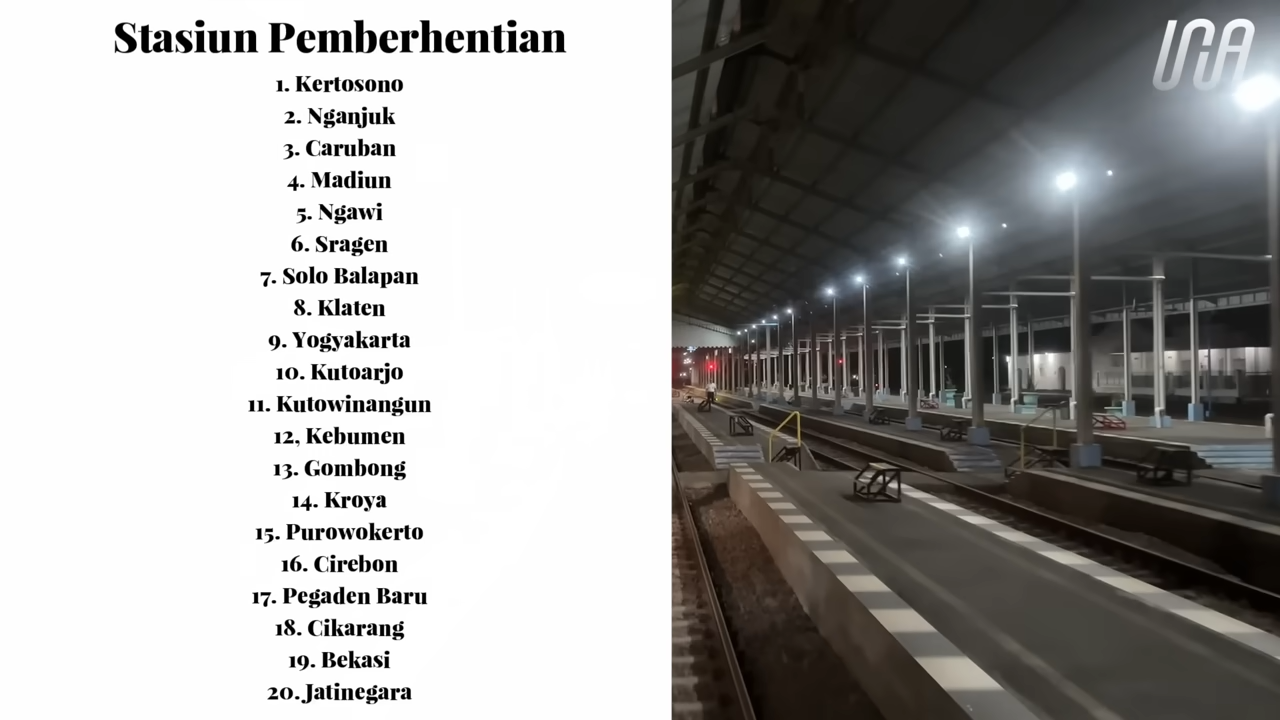 Stasiun Pemberhentian
1. Kertosono
2. Nganjuk
3. Caruban
4. Madiun
5. Ngawi
6. Sragen
7. Solo Balapan
8. Klaten
9. Yogyakarta
10. Kutoarjo
11. Kutowinangun
12, Kebumen
13. Gombong
14. Kroya
15. Purowokerto
16. Cirebon
17. Pegaden Baru
18. Cikarang
19. Bekasi
20. Jatinegara